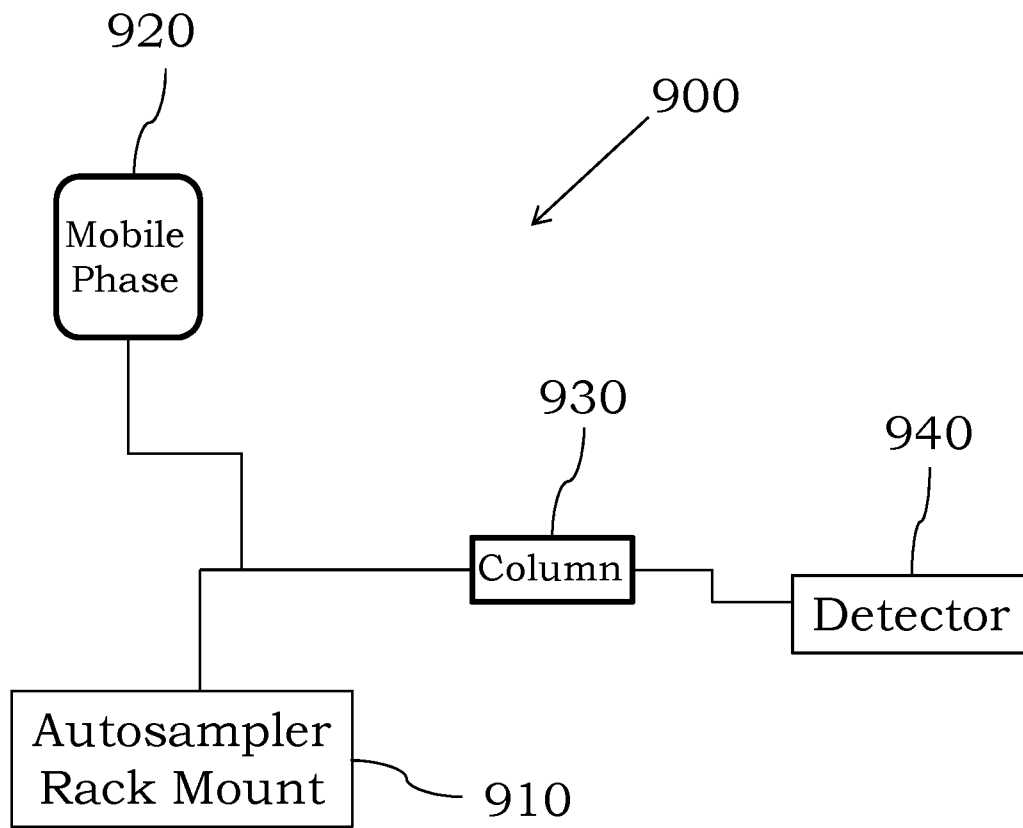 920
900
Mobile
Phase
930
940
Column
Detector
Autosampler
Rack Mount
910